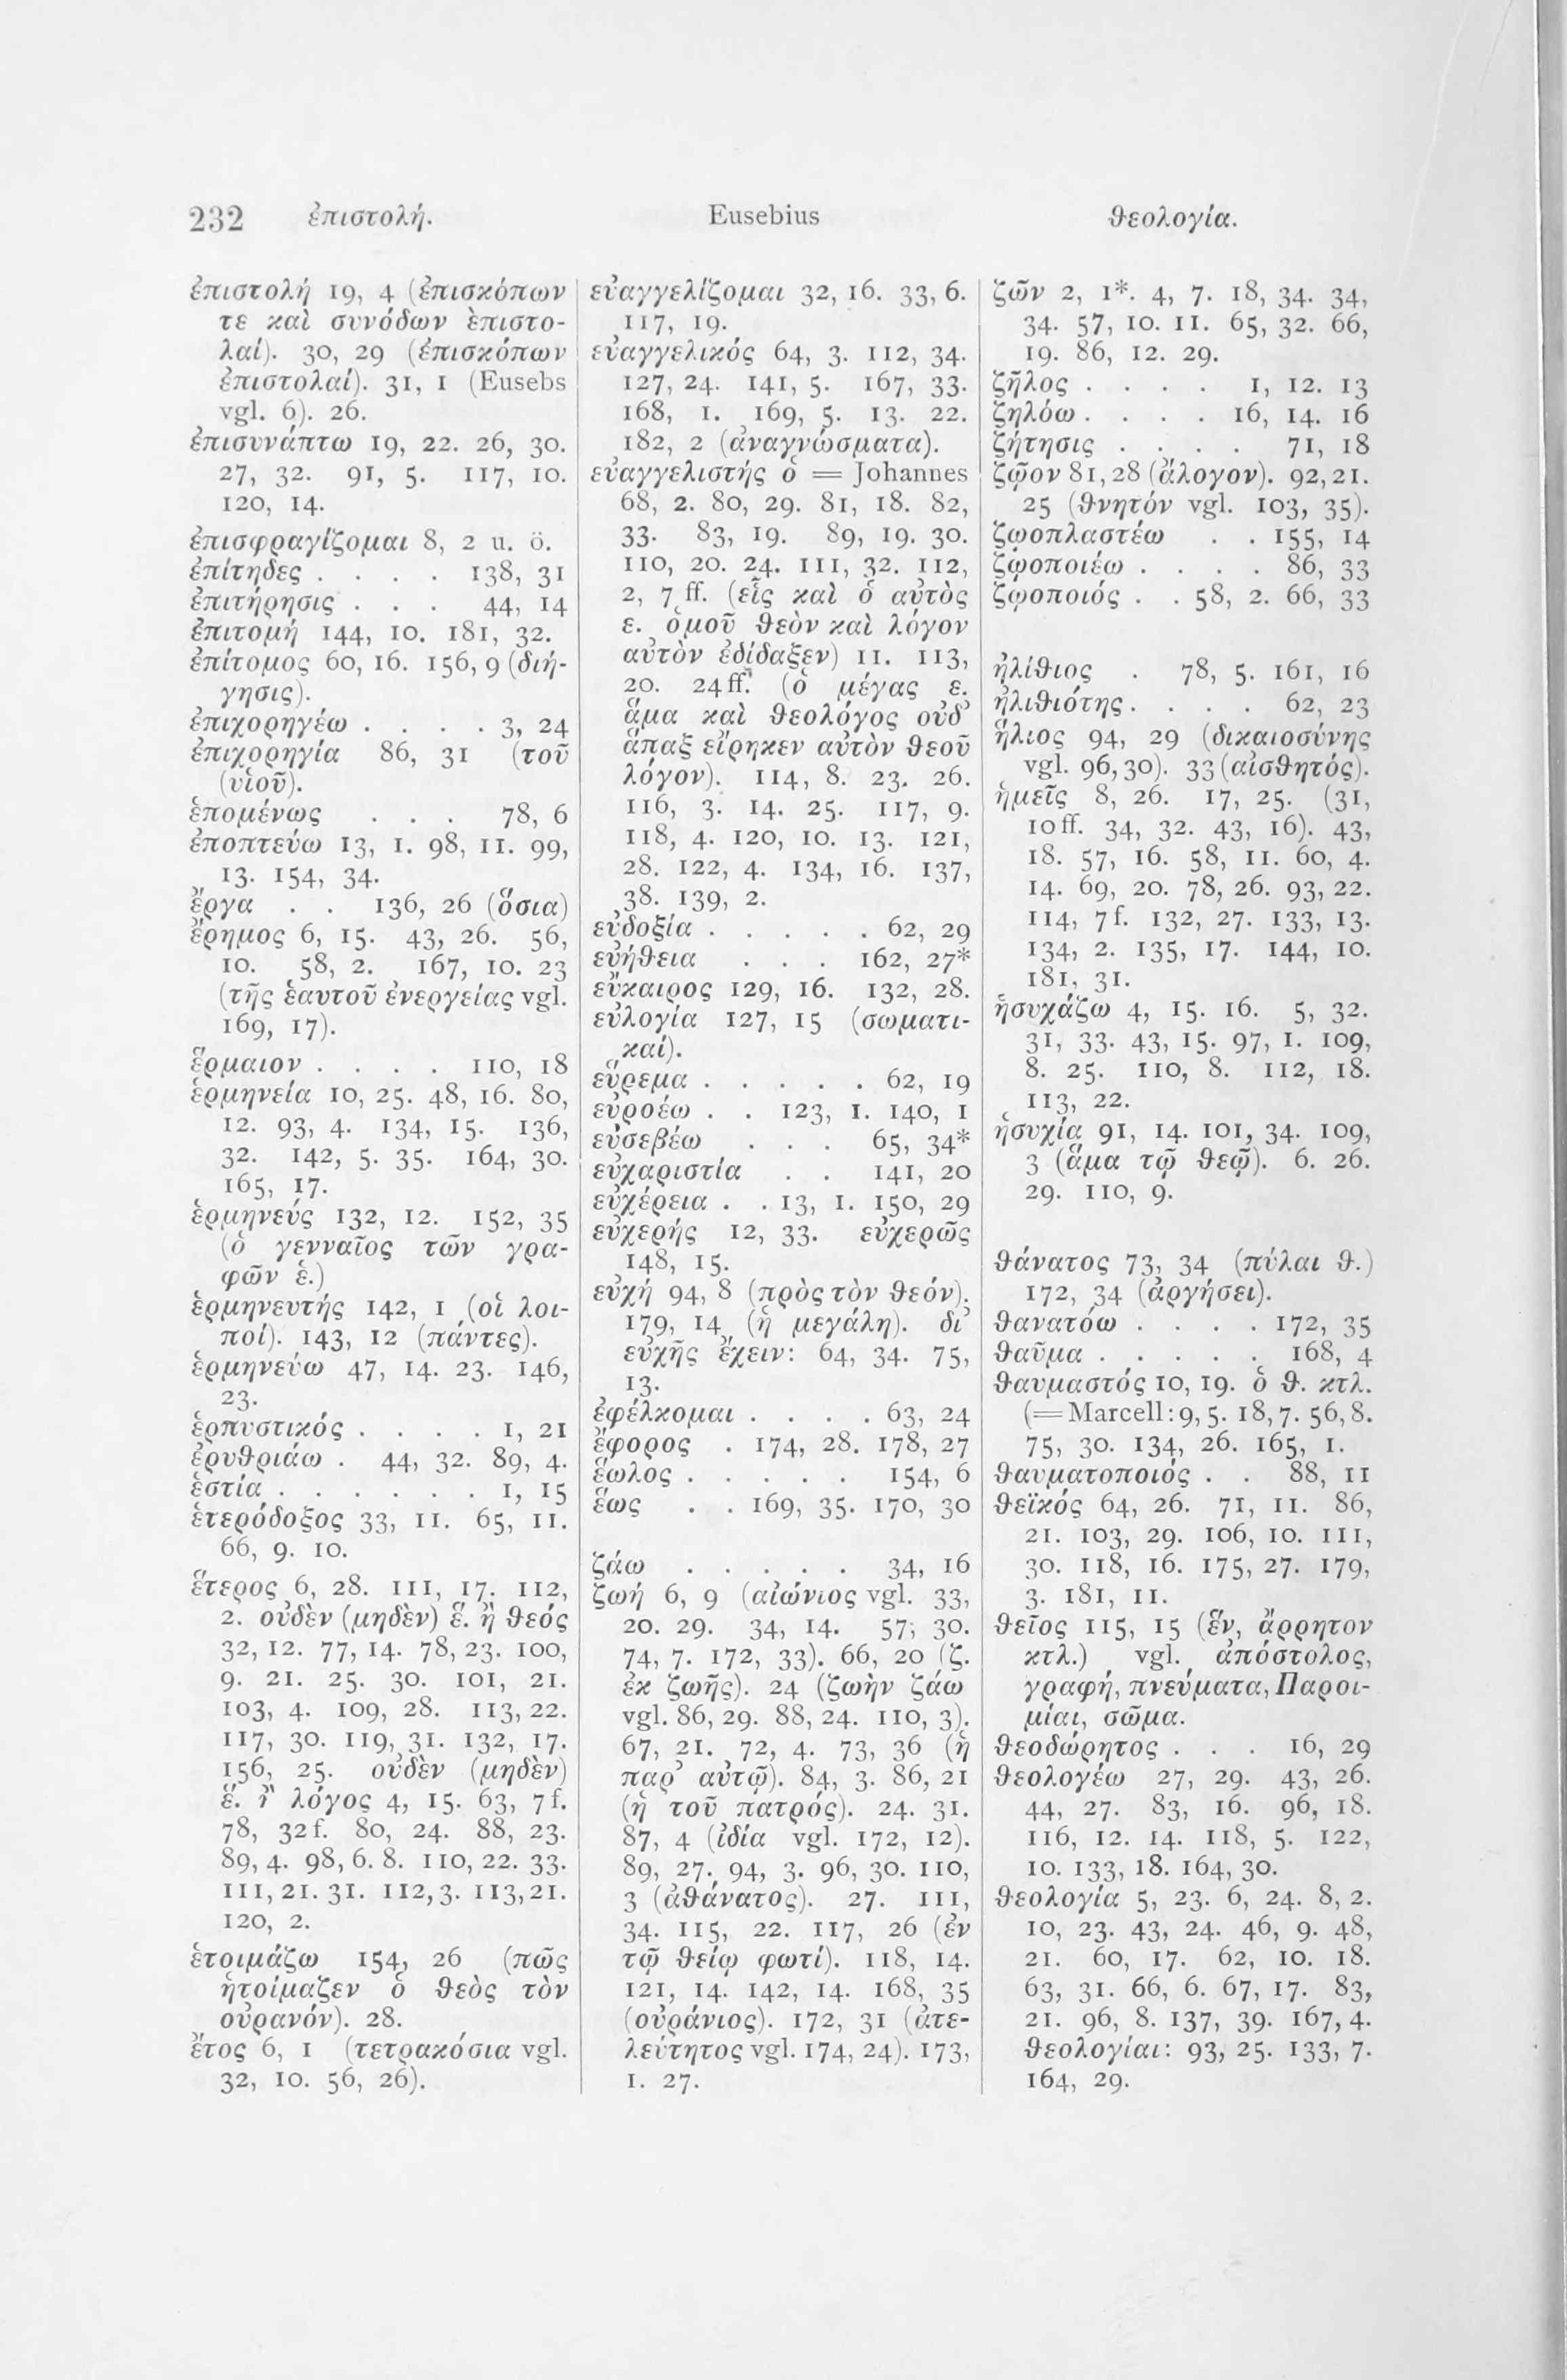 232 ἐπιστολή. Eusebius θεολογία.
ἐπιστολή 19, 4 (ἐπισκόπων
τε καὶ συνόδων ἐπιστο-
λαί). 30, 29 (ἐπισκόπων
ἐπιστολαί). 31, 1 (Eusebs
vgl. 6). 26.
ἐπισυνάπτω 19, 22. 26, 30.
27, 32. 91, 5. 117, 10.
120, 14.
ἐπισφραγίζομαι 8, 2 u. ö.
ἐπίτηδες . . . . 138, 31
ἐπιτήρησις . . . 44, 14
ἐπιτομή 144, 10. 181, 32.
ἐπίτομος 60, 16. 156, 9 (διή-
γησις).
ἐπιχορηγέω . . . . 3, 24
ἐπιχορηγία 86, 31 (τοῦ
(υἱοῦ).
ἑπομένως . . . 78, 6
ἐποπτεύω 13, 1. 98, 11. 99,
13. 154, 34.
ἔργα . . 136, 26 (ὅσια)
ἔρημος 6, 15. 43, 26. 56,
10. 58, 2. 167, 10. 23
(τῆς ἑαυτοῦ ἐνεργείας vgl.
169, 17).
ἕρμαιον . . . . 110, 18
ἑρμηνεία 10, 25. 48, 16. 80,
12. 93, 4. 134, 15. 136,
32. 142, 5. 35. 164, 30.
165, 17.
ἑρμηνεύς 132, 12. 152, 35
(ὁ γενναῖος τῶν γρα-
φῶν ἑ.)
ἑρμηνευτής 142, 1 (οἱ λοι-
ποί). 143, 12 (πάντες).
ἑρμηνεύω 47, 14. 23. 146,
23.
ἑρπυστικός . . . . 1, 21
ἐρυθριάω . 44, 32. 89, 4.
ἑστία . . . . . . 1, 15
ἑτερόδοξος 33, 11. 65, 11.
66, 9. 10.
ἕτερος 6, 28. 111, 17. 112,
2. οὐδὲν (μηδὲν) ἕ. ἢ θεός
32, 12. 77, 14. 78, 23. 100,
9. 21. 25. 30. 101, 21.
103, 4. 109, 28. 113, 22.
117, 30. 119, 31. 132, 17.
156, 25. οὐδὲν (μηδὲν)
ἕ. ἢ λόγος 4, 15. 63, 7 f.
78, 32 f. 80, 24. 88, 23.
89, 4. 98, 6. 8. 110, 22. 33.
111, 21. 31. 112, 3. 113, 21.
120, 2.
ἑτοιμάζω 154, 26 (πῶς
ἡτοίμαζεν ὁ θεὸς τὸν
οὐρανόν). 28.
ἔτος 6, 1 (τετρακόσια vgl.
32, 10. 56, 26).
εὐαγγελίζομαι 32, 16. 33, 6.
117, 19.
εὐαγγελικός 64, 3. 112, 34.
127, 24. 141, 5. 167, 33.
168, 1. 169, 5. 13. 22.
182, 2 (ἀναγνώσματα).
εὐαγγελιστής ὁ = Johannes
68, 2. 80, 29. 81, 18. 82,
33. 83, 19. 89, 19. 30.
110, 20. 24. 111, 32. 112,
2, 7 ff. (εἷς καὶ ὁ αὐτὸς
ε. ὁμοῦ θεὸν καὶ λόγον
αὐτὸν ἐδίδαξεν) 11. 113,
20. 24 ff. (ὁ μέγας ε.
ἅμα καὶ θεολόγος οὐδ'
ἅπαξ εἴρηκεν αὐτὸν θεοῦ
λόγον). 114, 8. 23. 26.
116, 3. 14. 25. 117, 9.
118, 4. 120, 10. 13. 121,
28. 122, 4. 134, 16. 137,
38. 139, 2.
εὐδοξία . . . . . 62, 29
εὐήθεια . . . 162, 27*
εὔκαιρος 129, 16. 132, 28.
εὐλογία 127, 15 (σωματι-
καί).
εὕρεμα . . . . . 62, 19
εὐροέω . . 123, 1. 140, 1
εὐσεβέω . . . 65, 34*
εὐχαριστία . . 141, 20
εὐχέρεια . . 13, 1. 150, 29
εὐχερής 12, 33. εὐχερῶς
148, 15.
εὐχή 94, 8 (πρὸς τὸν θεόν).
179, 14 (ἡ μεγάλη). δι'
εὐχῆς ἔχειν: 64, 34. 75,
13.
ἐφέλκομαι . . . . 63, 24
ἔφορος . 174, 28. 178, 27
ἕωλος . . . . . 154, 6
ἕως . . 169, 35. 170, 30
ζάω . . . . . 34, 16
ζωή 6, 9 (αἰώνιος vgl. 33,
20. 29. 34, 14. 57, 30.
74, 7. 172, 33). 66, 20 (ζ.
ἐκ ζωῆς). 24 (ζωὴν ζάω
vgl. 86, 29. 88, 24. 110, 3).
67, 21. 72, 4. 73, 36 (ἡ
παρ' αὐτῷ). 84, 3. 86, 21
(ἡ τοῦ πατρός). 24. 31.
87, 4 (ἰδία vgl. 172, 12).
89, 27. 94, 3. 96, 30. 110,
3 (ἀθάνατος). 27. 111,
34. 115, 22. 117, 26 (ἐν
τῷ θείῳ φωτί). 118, 14.
121, 14. 142, 14. 168, 35
(οὐράνιος). 172, 31 (ἀτε-
λεύτητος vgl. 174, 24). 173,
1. 27.
ζῶν 2, 1*. 4, 7. 18, 34. 34,
34. 57, 10. 11. 65, 32. 66,
19. 86, 12. 29.
ζῆλος . . . . 1, 12. 13
ζηλόω . . . . 16, 14. 16
ζήτησις . . . . 71, 18
ζῷον 81, 28 (ἄλογον). 92, 21.
25 (θνητόν vgl. 103, 35).
ζῳοπλαστέω . . 155, 14
ζῳοποιέω . . . . 86, 33
ζῳοποιός . . 58, 2. 66, 33
ἠλίθιος . 78, 5. 161, 16
ἠλιθιότης . . . . 62, 23
ἥλιος 94, 29 (δικαιοσύνης
vgl. 96, 30). 33 (αἰσθητός).
ἡμεῖς 8, 26. 17, 25. (31,
10 ff. 34, 32. 43, 16). 43,
18. 57, 16. 58, 11. 60, 4.
14. 69, 20. 78, 26. 93, 22.
114, 7 f. 132, 27. 133, 13.
134, 2. 135, 17. 144, 10.
181, 31.
ἡσυχάζω 4, 15. 16. 5, 32.
31, 33. 43, 15. 97, 1. 109,
8. 25. 110, 8. 112, 18.
113, 22.
ἡσυχία 91, 14. 101, 34. 109,
3 (ἅμα τῷ θεῷ). 6. 26.
29. 110, 9.
θάνατος 73, 34 (πύλαι θ.)
172, 34 (ἀργήσει).
θανατόω . . . . 172, 35
θαῦμα . . . . . 168, 4
θαυμαστός 10, 19. ὁ θ. κτλ.
(= Marcell: 9, 5. 18, 7. 56, 8.
75, 30. 134, 26. 165, 1.
θαυματοποιός . . 88, 11
θεϊκός 64, 26. 71, 11. 86,
21. 103, 29. 106, 10. 111,
30. 118, 16. 175, 27. 179,
3. 181, 11.
θεῖος 115, 15 (ἕν, ἄρρητον
κτλ.) vgl. ἀπόστολος,
γραφή, πνεύματα, Παροι-
μίαι, σῶμα.
θεοδώρητος . . . 16, 29
θεολογέω 27, 29. 43, 26.
44, 27. 83, 16. 96, 18.
116, 12. 14. 118, 5. 122,
10. 133, 18. 164, 30.
θεολογία 5, 23. 6, 24. 8, 2.
10, 23. 43, 24. 46, 9. 48,
21. 60, 17. 62, 10. 18.
63, 31. 66, 6. 67, 17. 83,
21. 96, 8. 137, 39. 167, 4.
θεολογίαι: 93, 25. 133, 7.
164, 29.